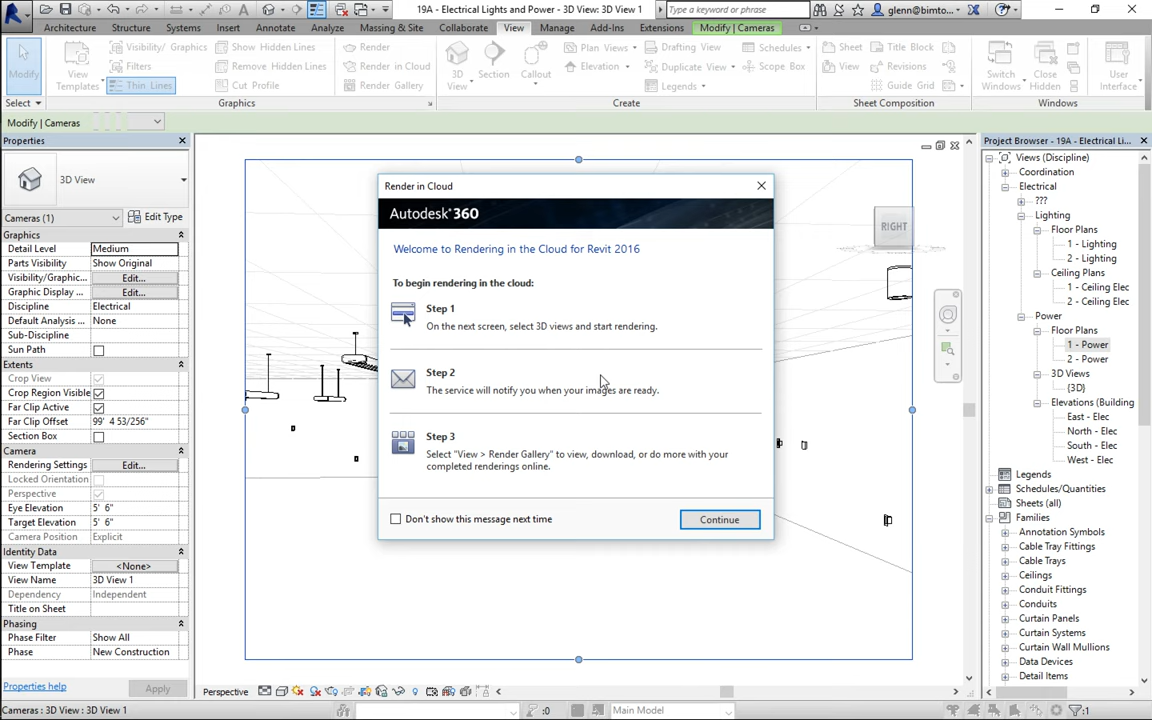 19A - Electrical Lights and Power - 3D View: 3D View 1
Type a keyword or phrase
glenn@bimto...
Architecture Structure Systems Insert Annotate Analyze Massing & Site Collaborate View Manage Add-Ins Extensions Modify | Cameras
Modify
View Templates
Visibility/ Graphics
Filters
Thin Lines
Show Hidden Lines
Remove Hidden Lines
Cut Profile
Render
Render in Cloud
Render Gallery
3D View
Section
Callout
Plan Views
Elevation
Drafting View
Duplicate View
Legends
Schedules
Scope Box
Sheet
View
Title Block
Revisions
Guide Grid
Switch Windows
Close Hidden
User Interface
Select
Graphics
Create
Sheet Composition
Windows
Modify | Cameras
Properties
3D View
Cameras (1)
Edit Type
Graphics
Detail Level Medium
Parts Visibility Show Original
Visibility/Graphic... Edit...
Graphic Display ... Edit...
Discipline Electrical
Default Analysis ... None
Sub-Discipline
Sun Path
Extents
Crop View
Crop Region Visible
Far Clip Active
Far Clip Offset 99' 4 53/256"
Section Box
Camera
Rendering Settings Edit...
Locked Orientation
Perspective
Eye Elevation 5' 6"
Target Elevation 5' 6"
Camera Position Explicit
Identity Data
View Template <None>
View Name 3D View 1
Dependency Independent
Title on Sheet
Phasing
Phase Filter Show All
Phase New Construction
Properties help
Apply
RIGHT
Render in Cloud
Autodesk® 360
Welcome to Rendering in the Cloud for Revit 2016
To begin rendering in the cloud:
Step 1
On the next screen, select 3D views and start rendering.
Step 2
The service will notify you when your images are ready.
Step 3
Select "View > Render Gallery" to view, download, or do more with your
completed renderings online.
Don't show this message next time
Continue
Project Browser - 19A - Electrical Li...
Views (Discipline)
Coordination
Electrical
???
Lighting
Floor Plans
1 - Lighting
2 - Lighting
Ceiling Plans
1 - Ceiling Elec
2 - Ceiling Elec
Power
Floor Plans
1 - Power
2 - Power
3D Views
{3D}
Elevations (Building
East - Elec
North - Elec
South - Elec
West - Elec
Legends
Schedules/Quantities
Sheets (all)
Families
Annotation Symbols
Cable Tray Fittings
Cable Trays
Ceilings
Conduit Fittings
Conduits
Curtain Panels
Curtain Systems
Curtain Wall Mullions
Data Devices
Detail Items
Perspective
Cameras : 3D View : 3D View 1
:0
Main Model
:1